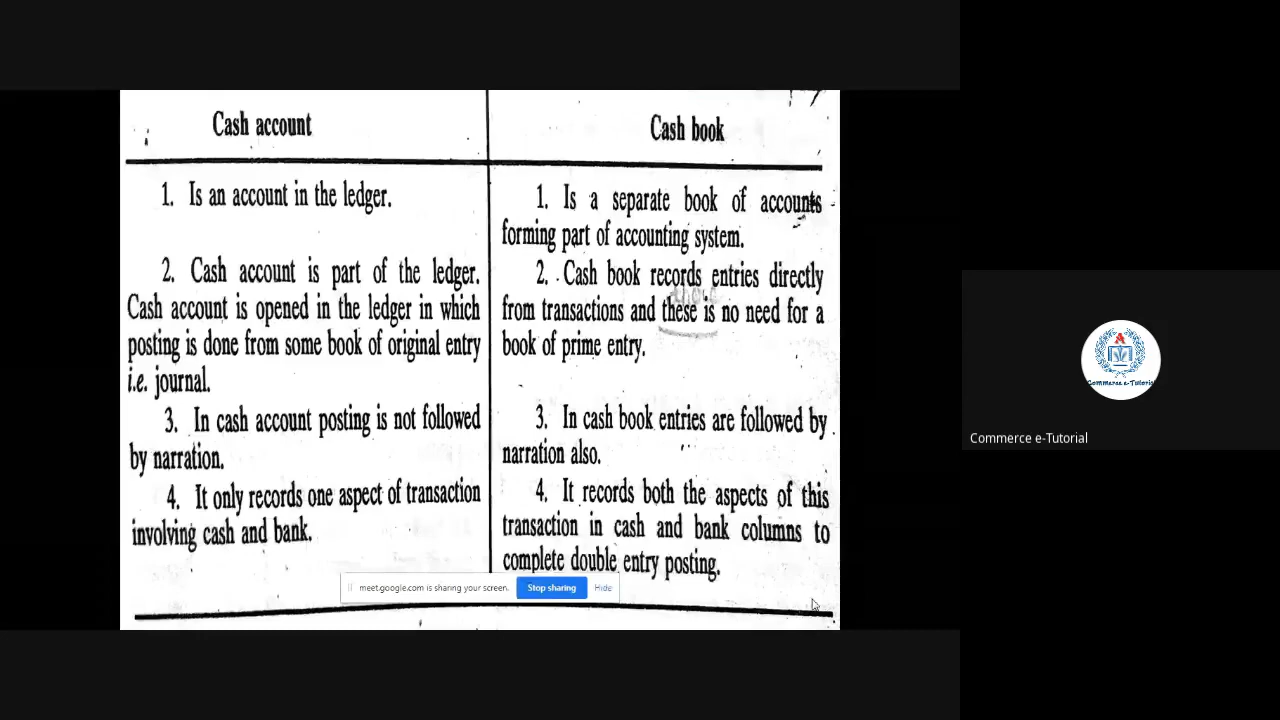 Cash account
Cash book
1. Is an account in the ledger.
2. Cash account is part of the ledger.
Cash account is opened in the ledger in which
posting is done from some book of original entry
i.e. journal.
3. In cash account posting is not followed
by narration.
4. It only records one aspect of transaction
involving cash and bank.
1. Is a separate book of accounts
forming part of accounting system.
2. Cash book records entries directly
from transactions and these is no need for a
book of prime entry.
3. In cash book entries are followed by
narration also.
4. It records both the aspects of this
transaction in cash and bank columns to
complete double entry posting.
meet.google.com is sharing your screen.
Stop sharing
Hide
Commerce e-Tutorial
Commerce e-Tutorial